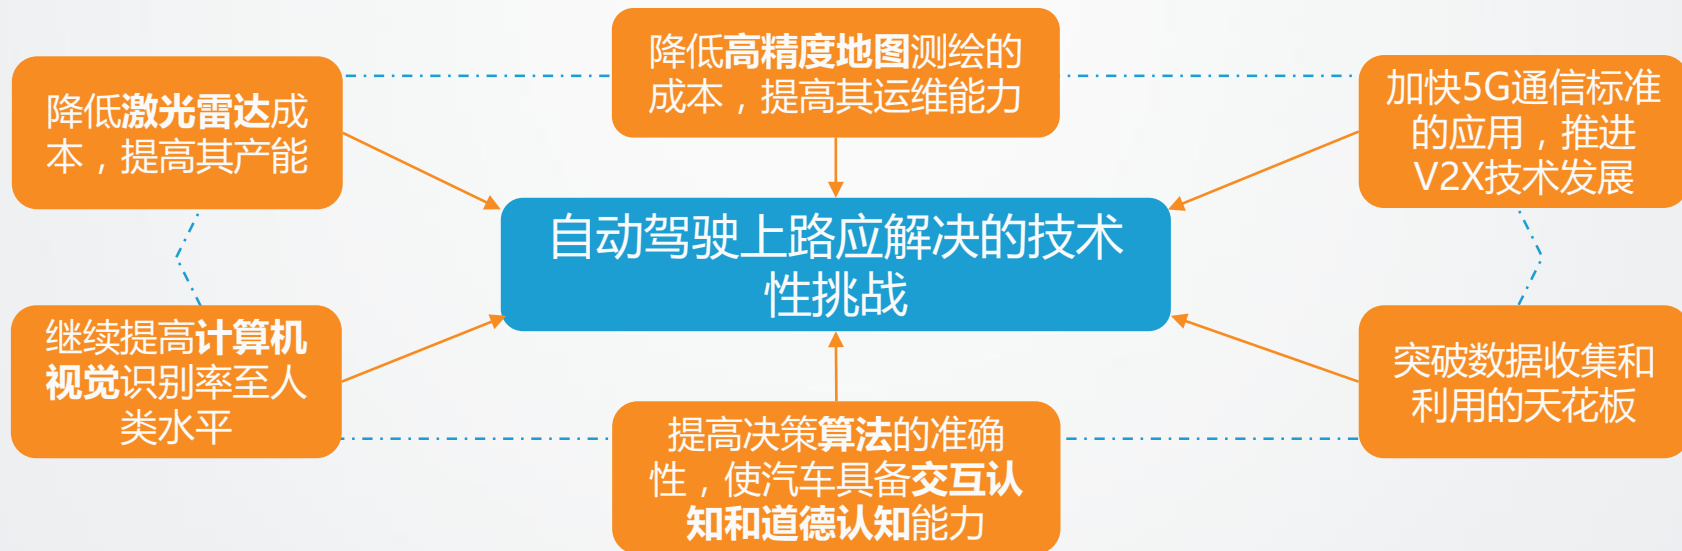 降低高精度地图测绘的
成本，提高其运维能力
降低激光雷达成
本，提高其产能
加快5G通信标准
的应用，推进
V2X技术发展
自动驾驶上路应解决的技术
性挑战
继续提高计算机
视觉识别率至人
类水平
突破数据收集和
利用的天花板
提高决策算法的准确
性，使汽车具备交互认
知和道德认知能力